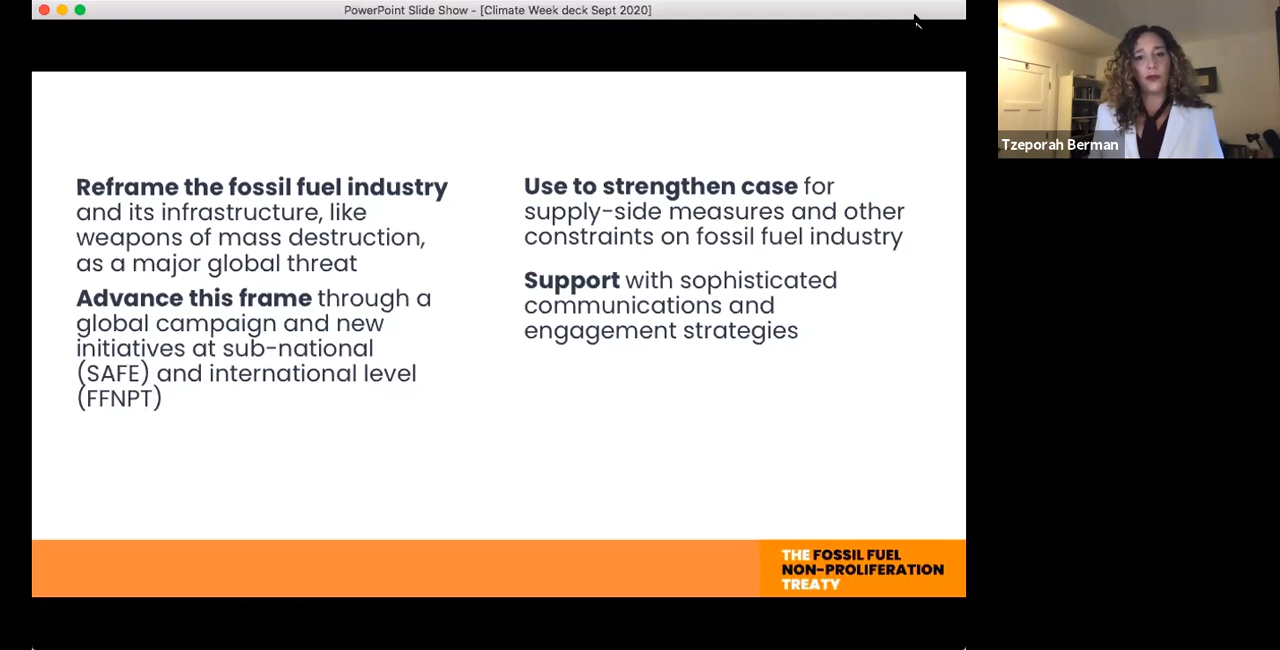 PowerPoint Slide Show - [Climate Week deck Sept 2020]
Reframe the fossil fuel industry
and its infrastructure, like
weapons of mass destruction,
as a major global threat
Advance this frame through a
global campaign and new
initiatives at sub-national
(SAFE) and international level
(FFNPT)
Use to strengthen case for
supply-side measures and other
constraints on fossil fuel industry
Support with sophisticated
communications and
engagement strategies
THE FOSSIL FUEL
NON-PROLIFERATION
TREATY
Tzeporah Berman